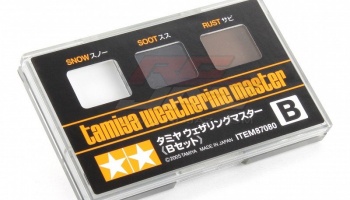 SNOW スノー
SOOT スス
RUST サビ
tamiya weathering master
タミヤ ウェザリングマスター
〈Bセット〉 ITEM87080
B
©2005 TAMIYA MADE IN JAPAN